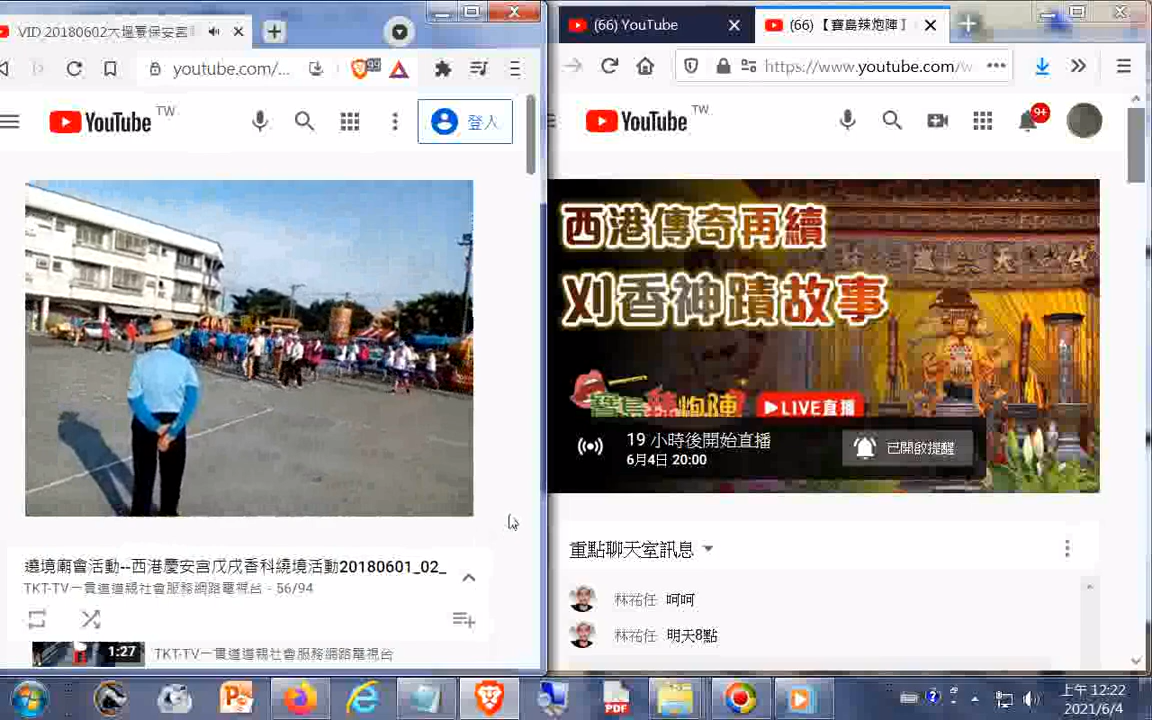 VID 20180602大塭寮保安宮
youtube.com/...
99
YouTube TW
登入
遶境廟會活動--西港慶安宮戊戌香科繞境活動20180601_02_
TKT-TV一貫道道親社會服務網路電視台 - 56/94
1:27
TKT-TV一貫道道親社會服務網路電視台
(66) YouTube
(66) 【寶島辣炮陣】
https://www.youtube.com/w
YouTube TW
9+
西港傳奇再續
刈香神蹟故事
寶島辣炮陣
LIVE直播
19 小時後開始直播
6月4日 20:00
已開啟提醒
重點聊天室訊息
林祐任 呵呵
林祐任 明天8點
PDF
上午 12:22
2021/6/4